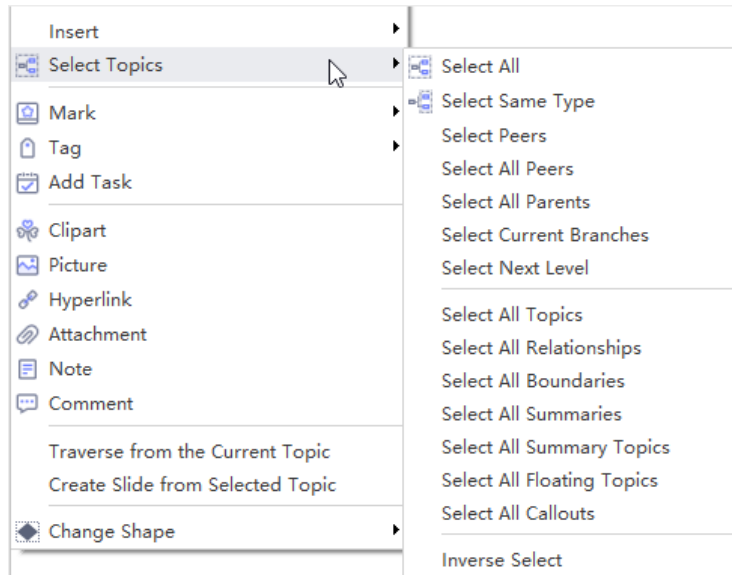 Insert
Select Topics
Mark
Tag
Add Task
Clipart
Picture
Hyperlink
Attachment
Note
Comment
Traverse from the Current Topic
Create Slide from Selected Topic
Change Shape
Select All
Select Same Type
Select Peers
Select All Peers
Select All Parents
Select Current Branches
Select Next Level
Select All Topics
Select All Relationships
Select All Boundaries
Select All Summaries
Select All Summary Topics
Select All Floating Topics
Select All Callouts
Inverse Select